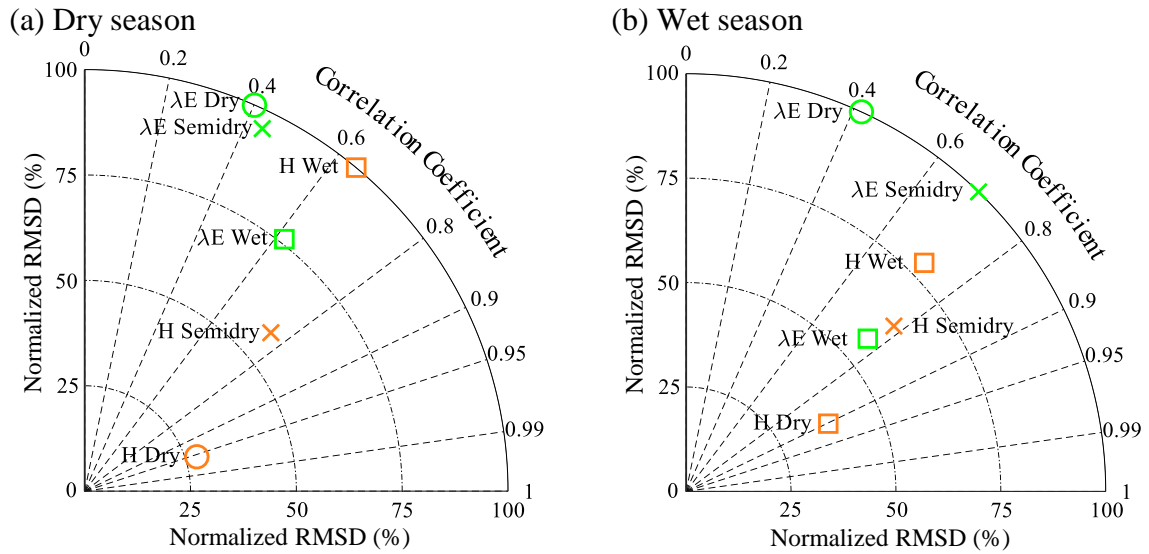 (a) Dry season
0
0.2
0.4
0.6
0.8
0.9
0.95
0.99
1
Correlation Coefficient
100
75
50
25
0
Normalized RMSD (%)
λE Dry
λE Semidry
H Wet
λE Wet
H Semidry
H Dry
25
50
75
100
Normalized RMSD (%)
(b) Wet season
0
0.2
0.4
0.6
0.8
0.9
0.95
0.99
1
Correlation Coefficient
100
75
50
25
0
Normalized RMSD (%)
λE Dry
λE Semidry
H Wet
H Semidry
λE Wet
H Dry
25
50
75
100
Normalized RMSD (%)